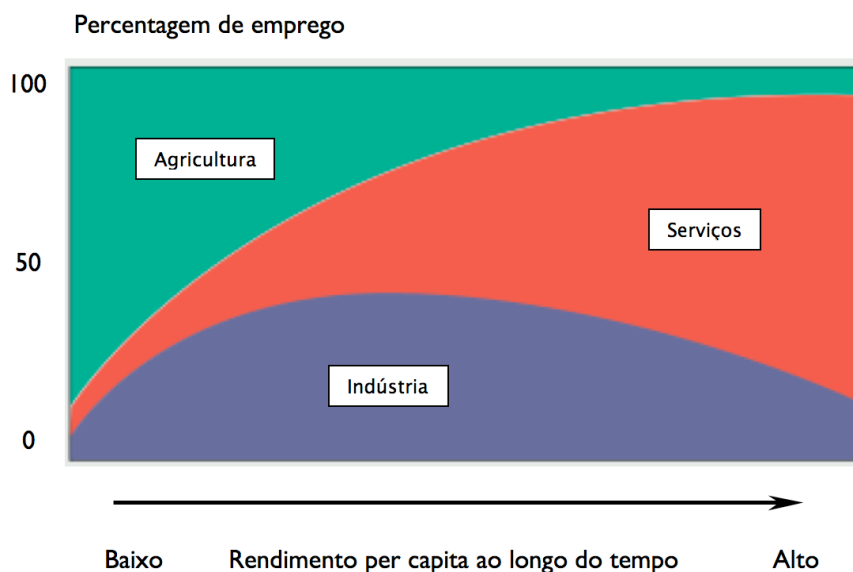 Percentagem de emprego
100
Agricultura
Serviços
50
Indústria
0
Baixo Rendimento per capita ao longo do tempo Alto